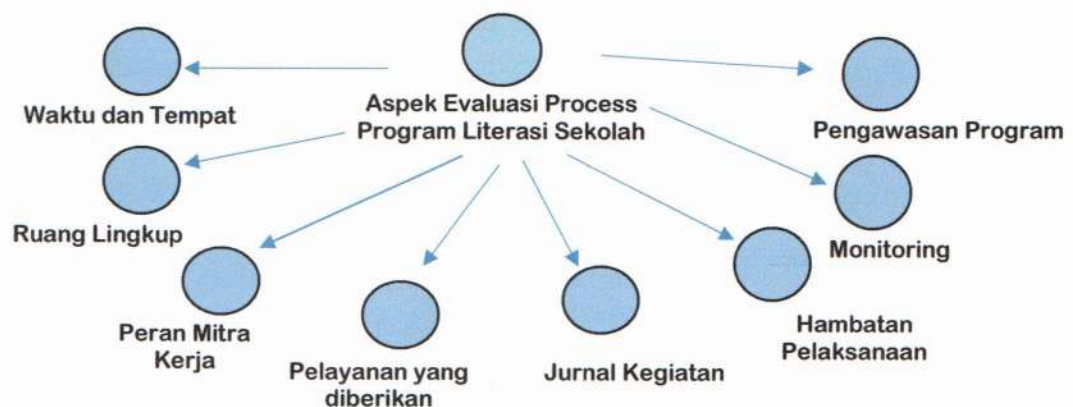 Aspek Evaluasi Process
Program Literasi Sekolah
Waktu dan Tempat
Pengawasan Program
Ruang Lingkup
Monitoring
Peran Mitra
Kerja
Hambatan
Pelaksanaan
Pelayanan yang
diberikan
Jurnal Kegiatan